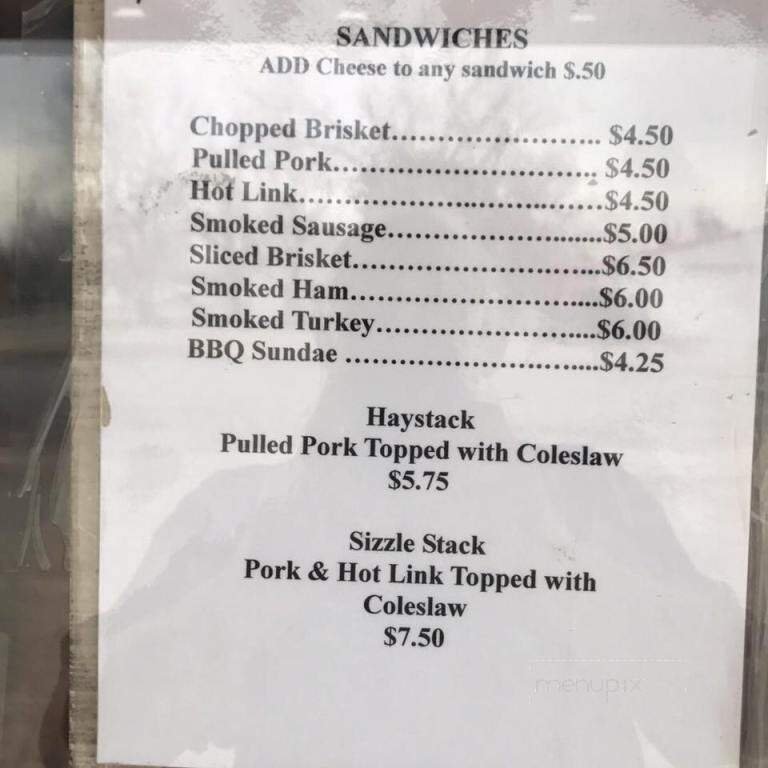 SANDWICHES
ADD Cheese to any sandwich $.50
Chopped Brisket........................ $4.50
Pulled Pork.............................. $4.50
Hot Link.................................$4.50
Smoked Sausage........................$5.00
Sliced Brisket...........................$6.50
Smoked Ham...........................$6.00
Smoked Turkey........................$6.00
BBQ Sundae ............................$4.25
Haystack
Pulled Pork Topped with Coleslaw
$5.75
Sizzle Stack
Pork & Hot Link Topped with
Coleslaw
$7.50
menupix